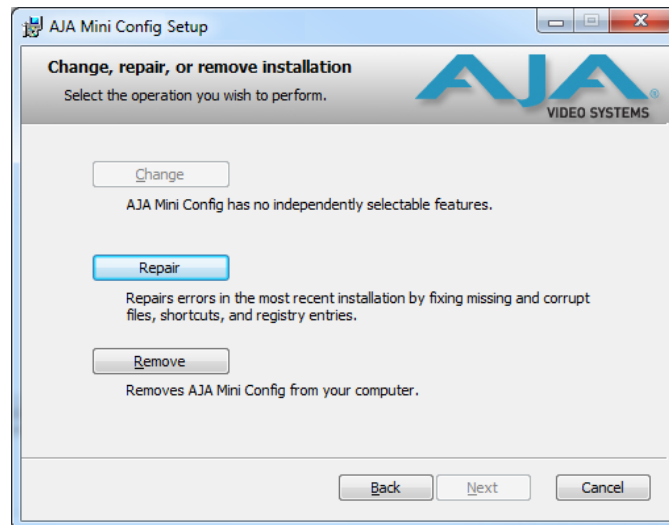 AJA Mini Config Setup
Change, repair, or remove installation
Select the operation you wish to perform.
AJA®
VIDEO SYSTEMS
Change
AJA Mini Config has no independently selectable features.
Repair
Repairs errors in the most recent installation by fixing missing and corrupt
files, shortcuts, and registry entries.
Remove
Removes AJA Mini Config from your computer.
Back Next Cancel